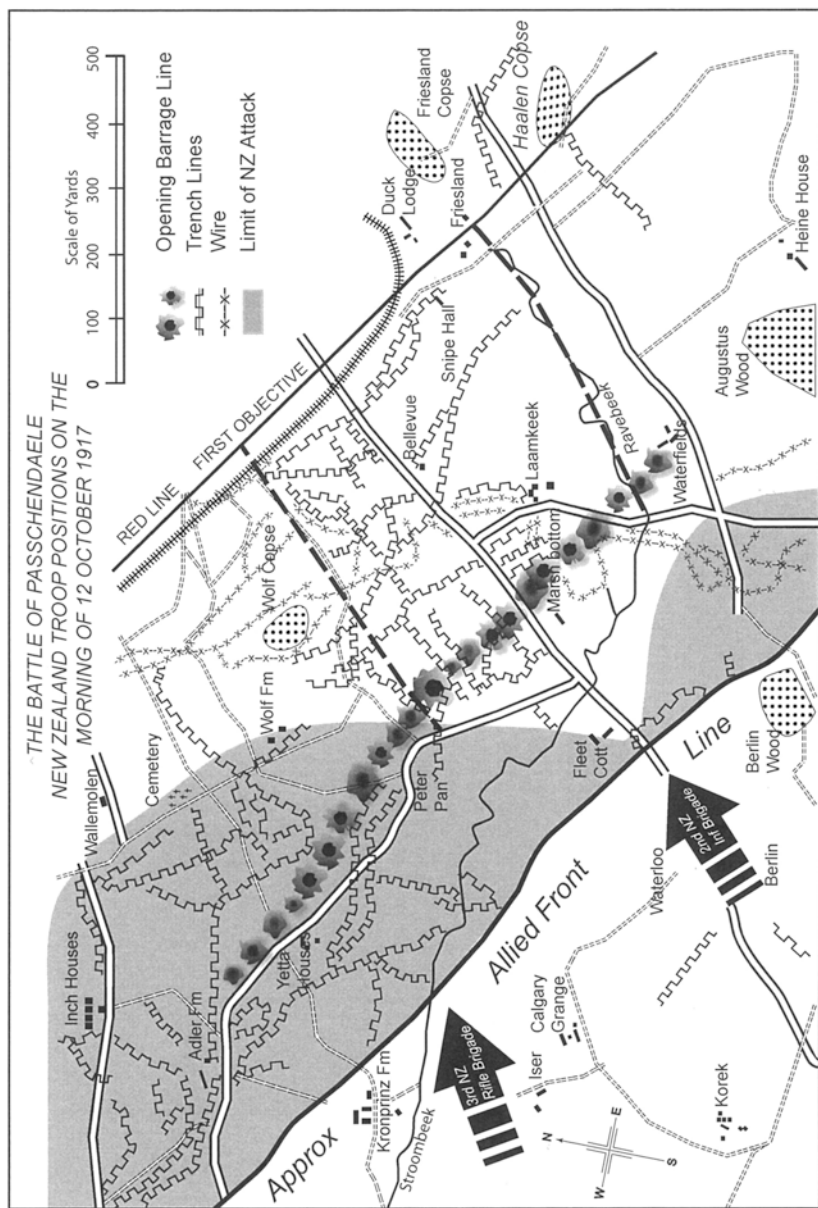 THE BATTLE OF PASSCHENDAELE
NEW ZEALAND TROOP POSITIONS ON THE
MORNING OF 12 OCTOBER 1917
Scale of Yards
0 100 200 300 400 500
Opening Barrage Line
Trench Lines
Wire
Limit of NZ Attack
RED LINE
FIRST OBJECTIVE
Inch Houses
Wallemolen
Cemetery
Wolf Copse
Wolf Fm
Adler Fm
Yetta
Houses
Peter
Pan
Bellevue
Snipe Hall
Duck
Lodge
Friesland
Copse
Friesland
Haalen Copse
Laamkeek
Marsh bottom
Ravebeek
Waterfields
Augustus
Wood
Heine House
Fleet
Cott
Berlin
Wood
Approx
Allied Front
Line
Kronprinz Fm
Stroombeek
3rd NZ
Rifle Brigade
Iser
Calgary
Grange
Waterloo
2nd NZ
Inf Brigade
Berlin
Korek
N
E
S
W